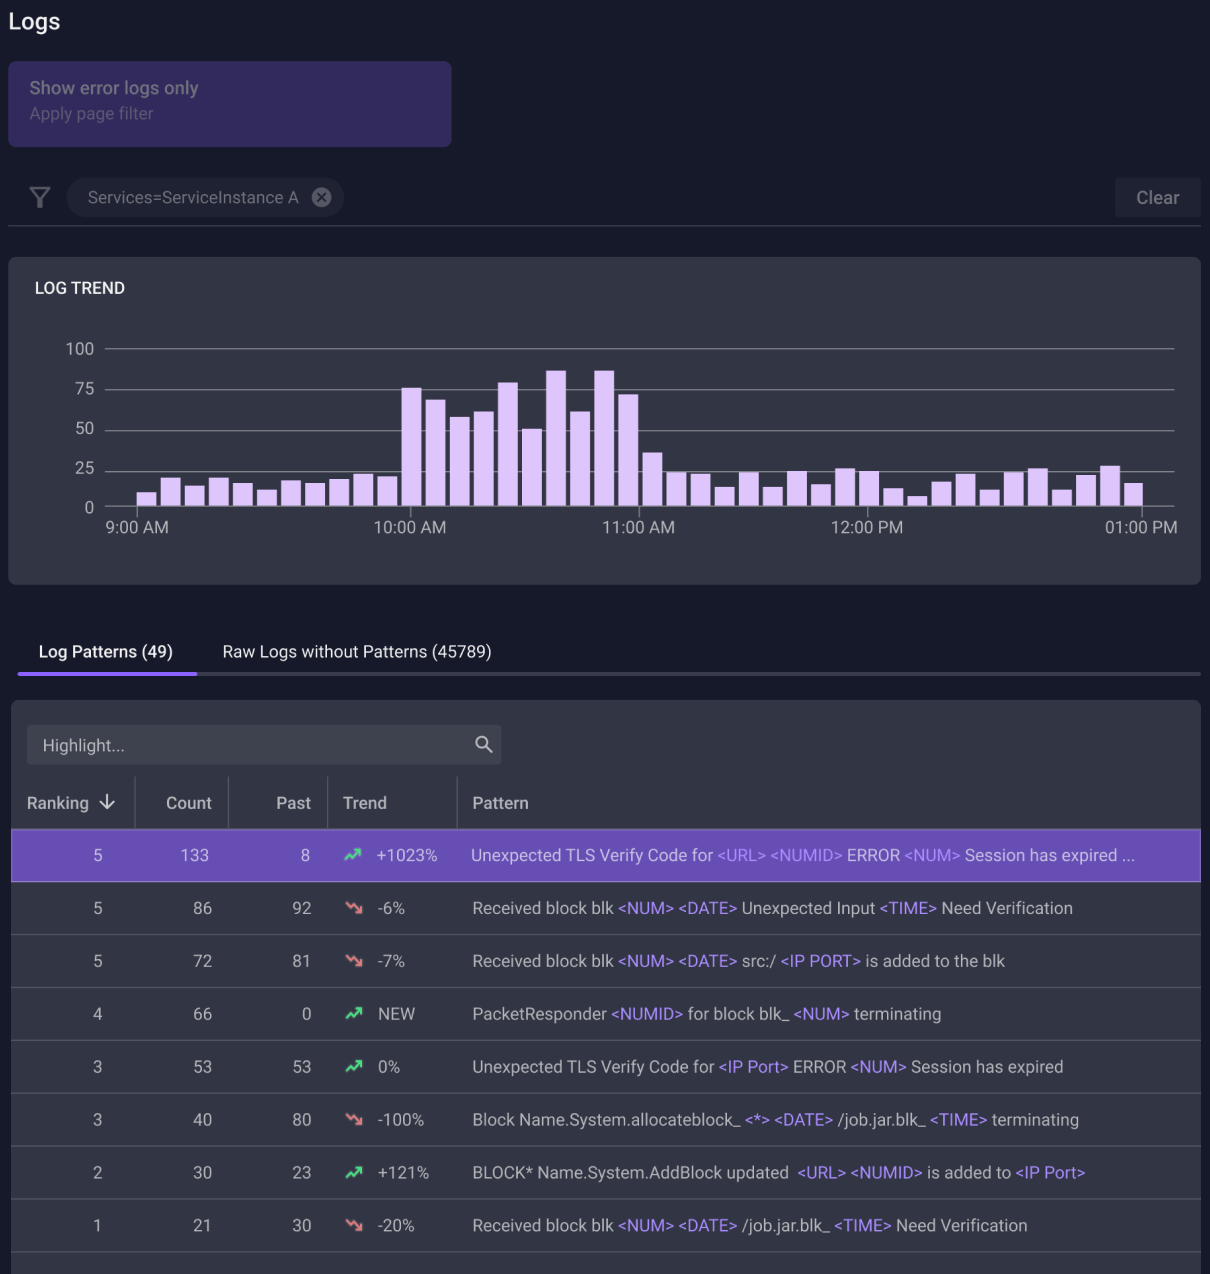 Logs
Show error logs only
Apply page filter
Services=ServiceInstance A
Clear
LOG TREND
100
75
50
25
0
9:00 AM 10:00 AM 11:00 AM 12:00 PM 01:00 PM
Log Patterns (49) Raw Logs without Patterns (45789)
Highlight...
Ranking Count Past Trend Pattern
5 133 8 +1023% Unexpected TLS Verify Code for <URL> <NUMID> ERROR <NUM> Session has expired ...
5 86 92 -6% Received block blk <NUM> <DATE> Unexpected Input <TIME> Need Verification
5 72 81 -7% Received block blk <NUM> <DATE> src:/ <IP PORT> is added to the blk
4 66 0 NEW PacketResponder <NUMID> for block blk_ <NUM> terminating
3 53 53 0% Unexpected TLS Verify Code for <IP Port> ERROR <NUM> Session has expired
3 40 80 -100% Block Name.System.allocateblock_ <*> <DATE> /job.jar.blk_ <TIME> terminating
2 30 23 +121% BLOCK* Name.System.AddBlock updated <URL> <NUMID> is added to <IP Port>
1 21 30 -20% Received block blk <NUM> <DATE> /job.jar.blk_ <TIME> Need Verification